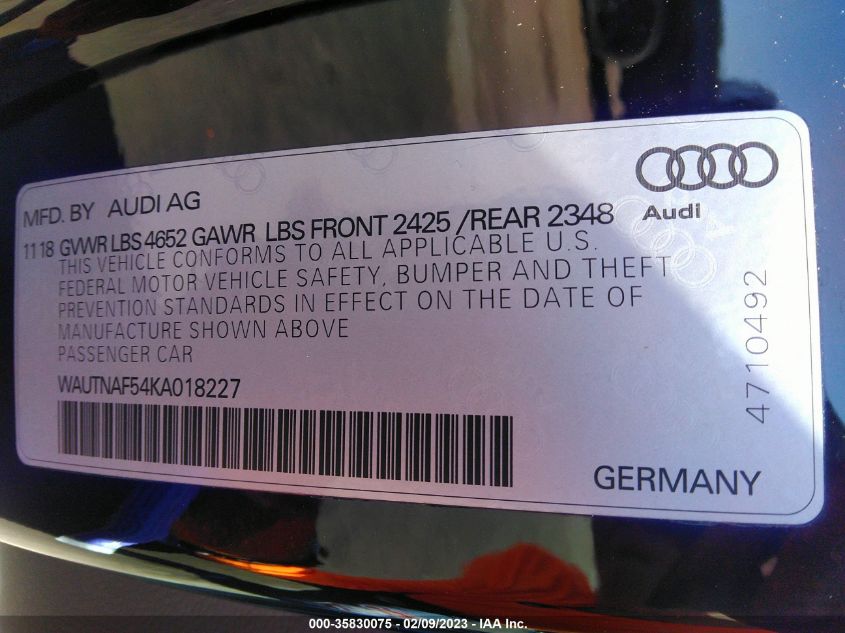 MFD. BY AUDI AG
1118 GVWR LBS 4652 GAWR LBS FRONT 2425 /REAR 2348
Audi
THIS VEHICLE CONFORMS TO ALL APPLICABLE U.S.
FEDERAL MOTOR VEHICLE SAFETY, BUMPER AND THEFT
PREVENTION STANDARDS IN EFFECT ON THE DATE OF
MANUFACTURE SHOWN ABOVE
PASSENGER CAR
WAUTNAF54KA018227
4710492
GERMANY
000-35830075 - 02/09/2023 - IAA Inc.